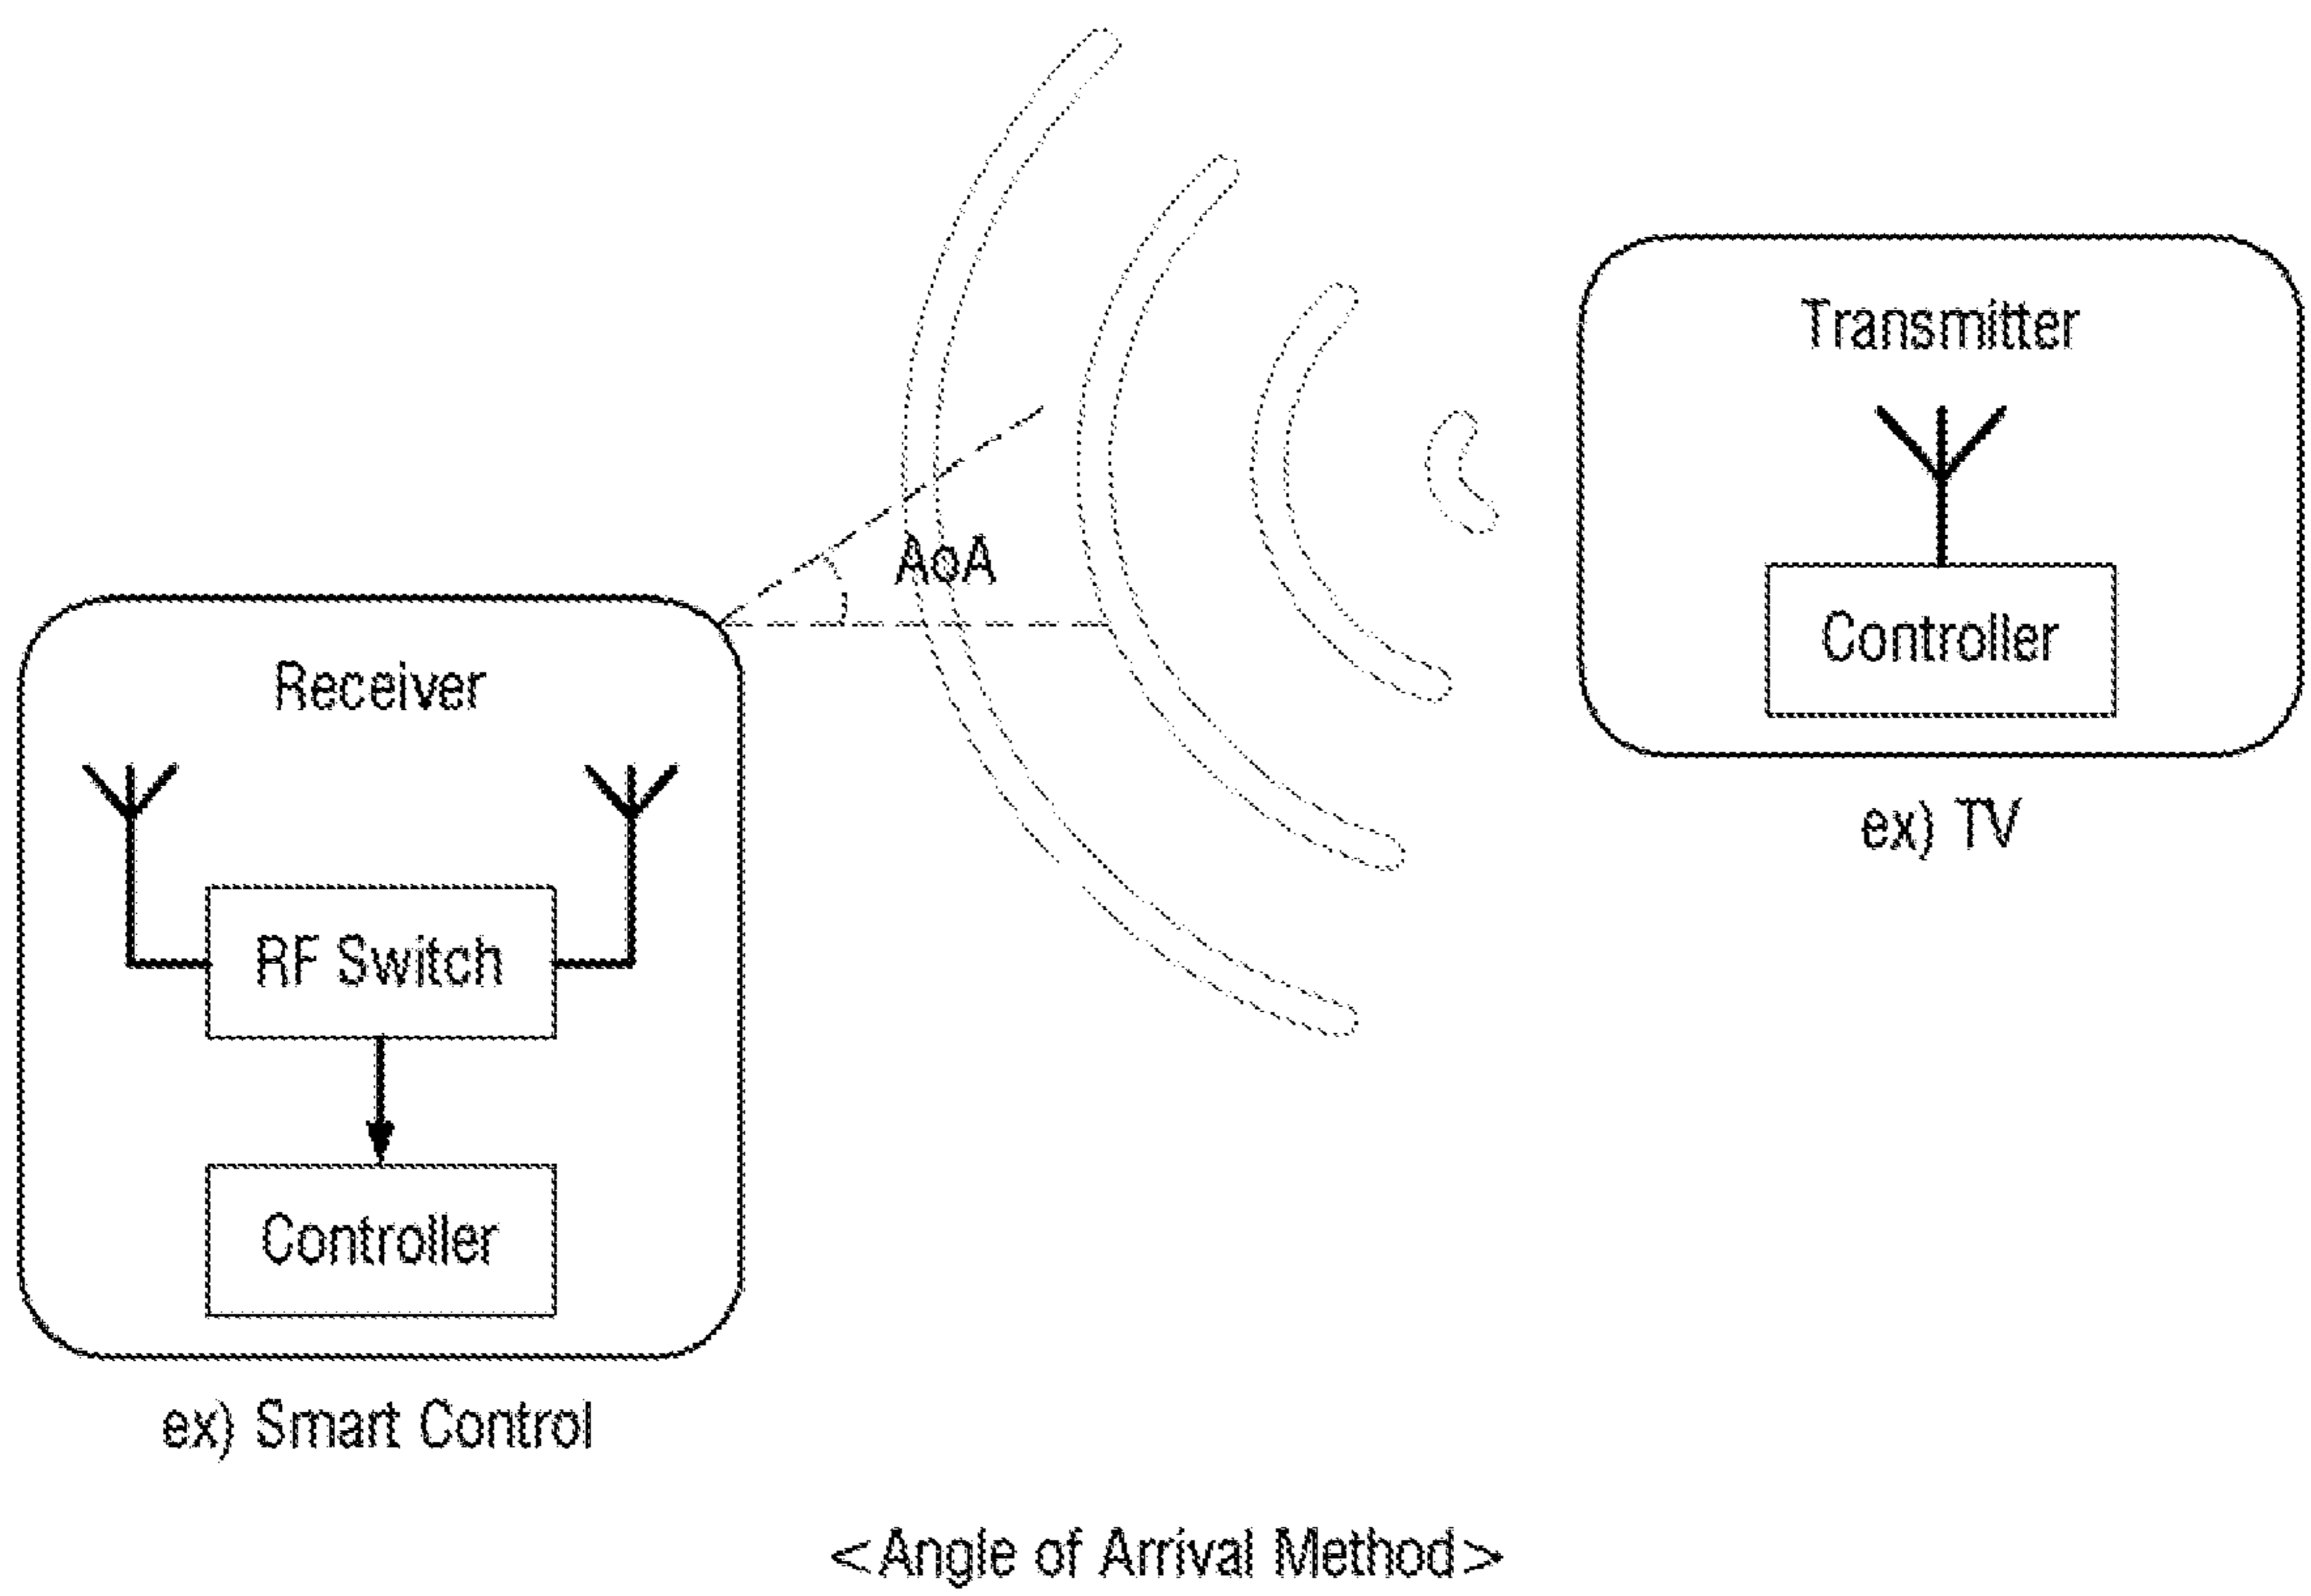 Transmitter
Controller
ex) TV
AoA
Receiver
RF Switch
Controller
ex) Smart Control
<Angle of Arrival Method>